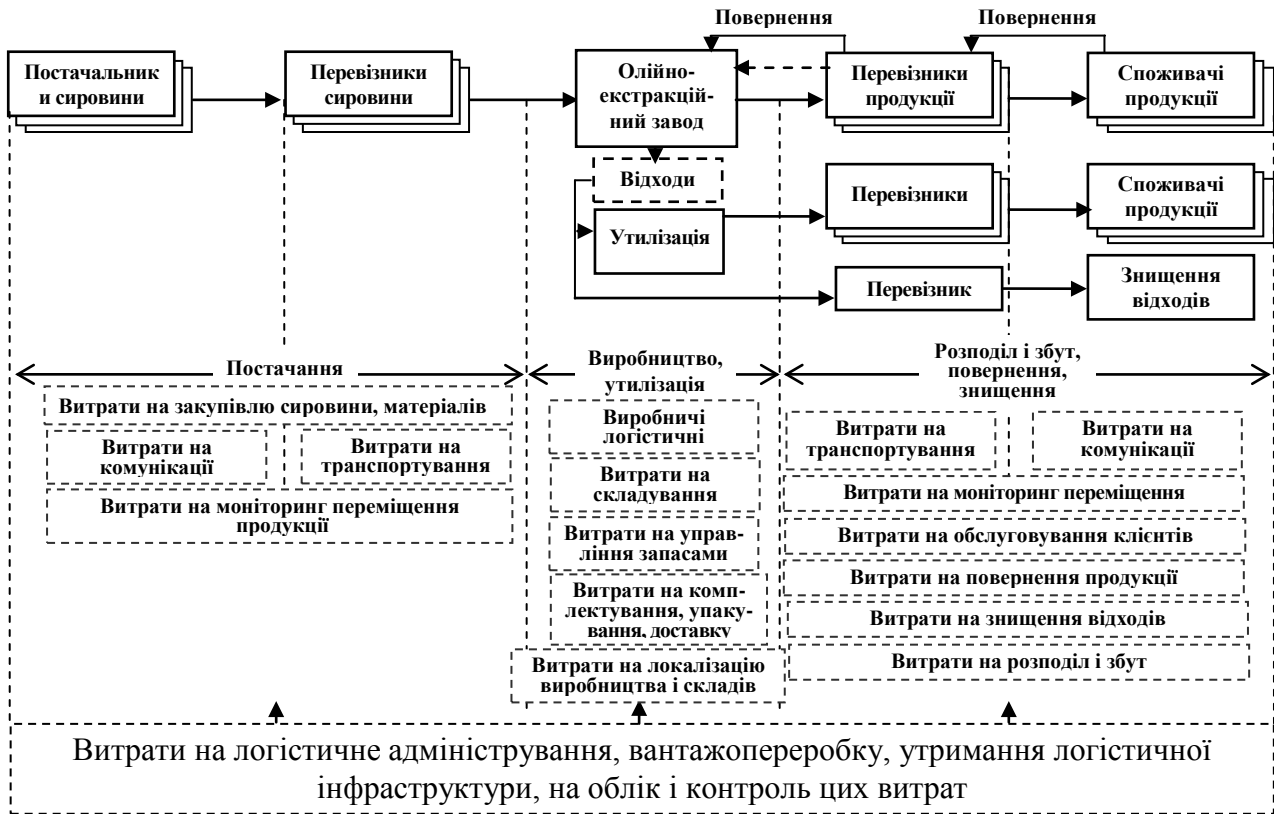 Повернення
Повернення
Постачальник
и сировини
Перевізники
сировини
Олійно-
екстракцій-
ний завод
Перевізники
продукції
Споживачі
продукції
Відходи
Утилізація
Перевізники
Споживачі
продукції
Перевізник
Знищення
відходів
Постачання
Виробництво,
утилізація
Розподіл і збут,
повернення,
знищення
Витрати на закупівлю сировини, матеріалів
Витрати на
комунікації
Витрати на
транспортування
Витрати на моніторинг переміщення
продукції
Виробничі
логістичні
Витрати на
складування
Витрати на управ-
ління запасами
Витрати на комп-
лектування, упаку-
вання, доставку
Витрати на локалізацію
виробництва і складів
Витрати на
транспортування
Витрати на
комунікації
Витрати на моніторинг переміщення
Витрати на обслуговування клієнтів
Витрати на повернення продукції
Витрати на знищення відходів
Витрати на розподіл і збут
Витрати на логістичне адміністрування, вантажопереробку, утримання логістичної
інфраструктури, на облік і контроль цих витрат